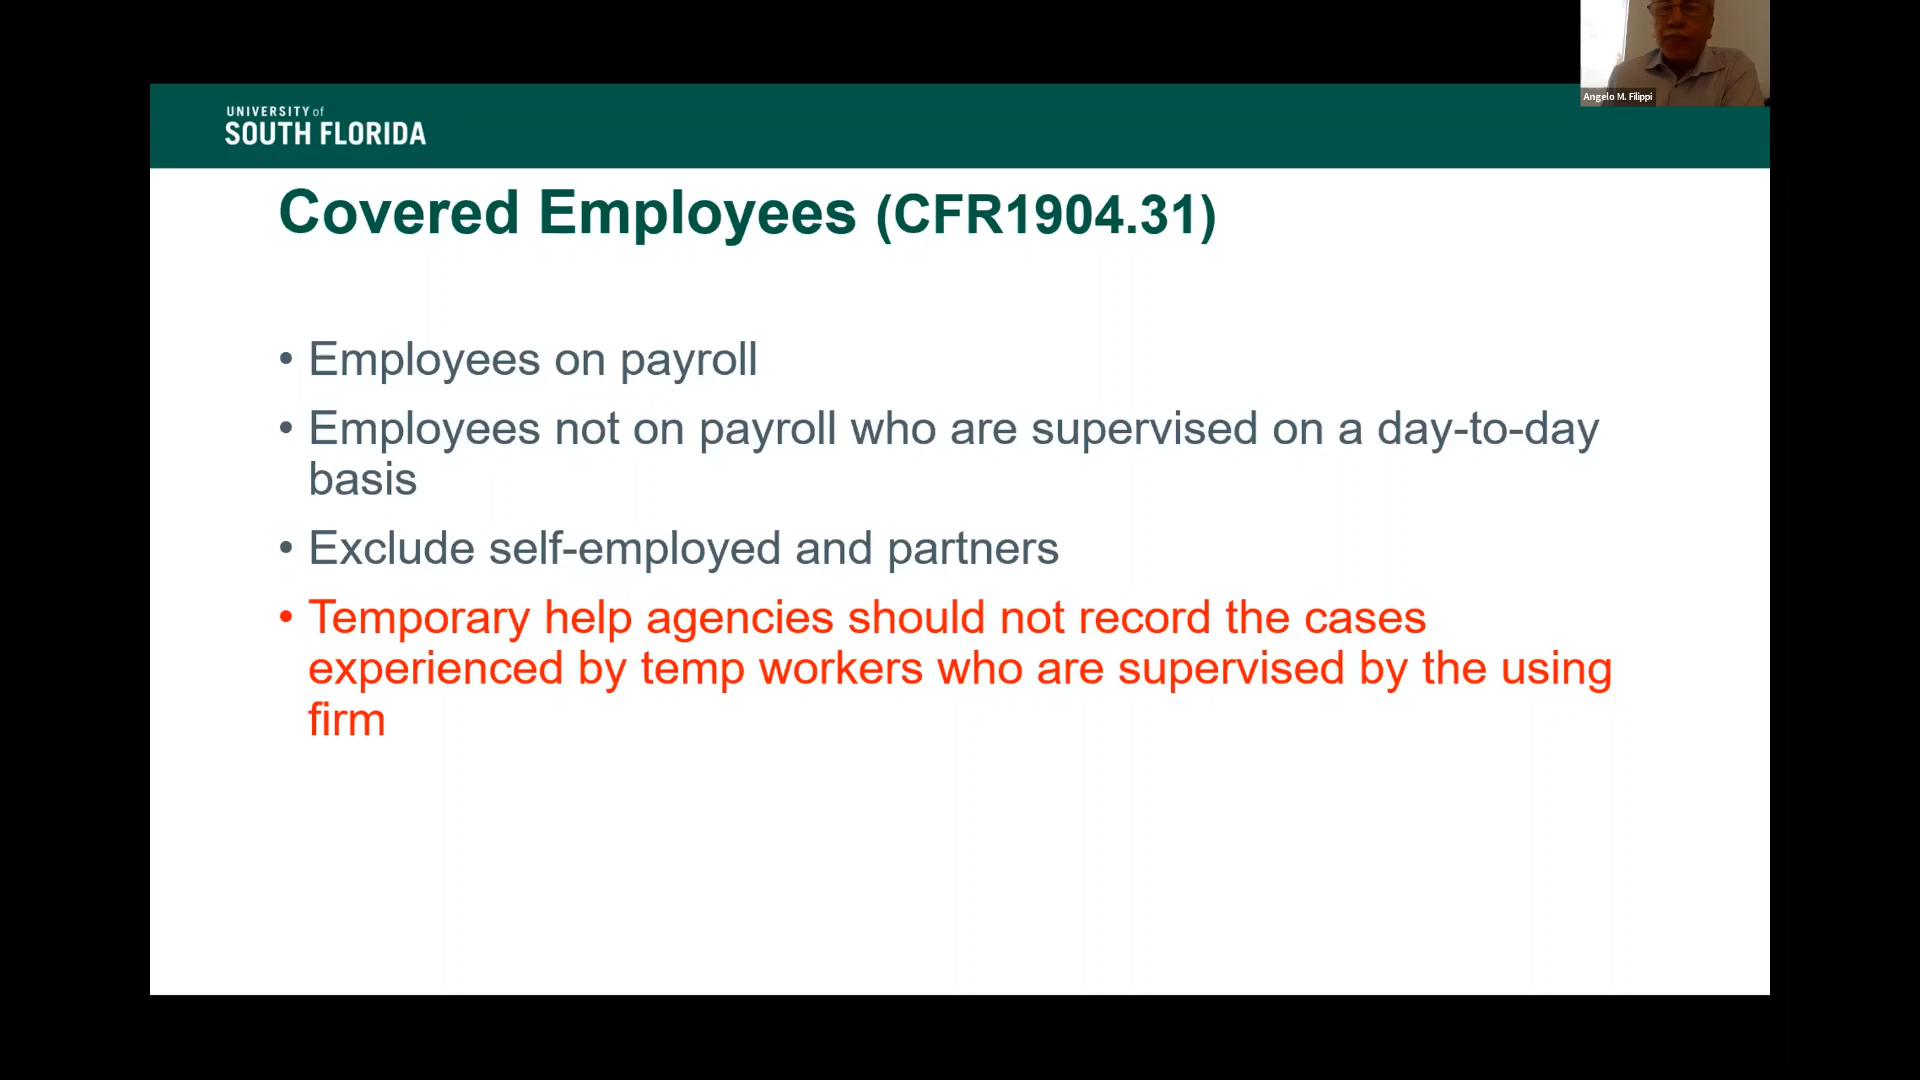 Angelo M. Filippi
UNIVERSITY of
SOUTH FLORIDA
Covered Employees (CFR1904.31)
• Employees on payroll
• Employees not on payroll who are supervised on a day-to-day
basis
• Exclude self-employed and partners
• Temporary help agencies should not record the cases
experienced by temp workers who are supervised by the using
firm